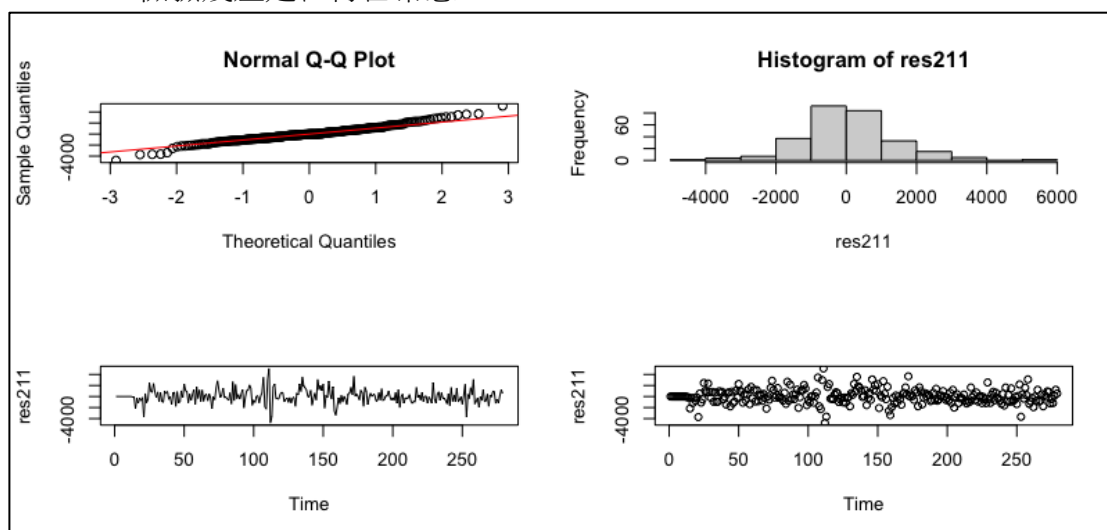 Normal Q-Q Plot
Sample Quantiles
-4000
-3 -2 -1 0 1 2 3
Theoretical Quantiles
Histogram of res211
Frequency
0 60
-4000 -2000 0 2000 4000 6000
res211
res211
-4000
0 50 100 150 200 250
Time
res211
-4000
0 50 100 150 200 250
Time